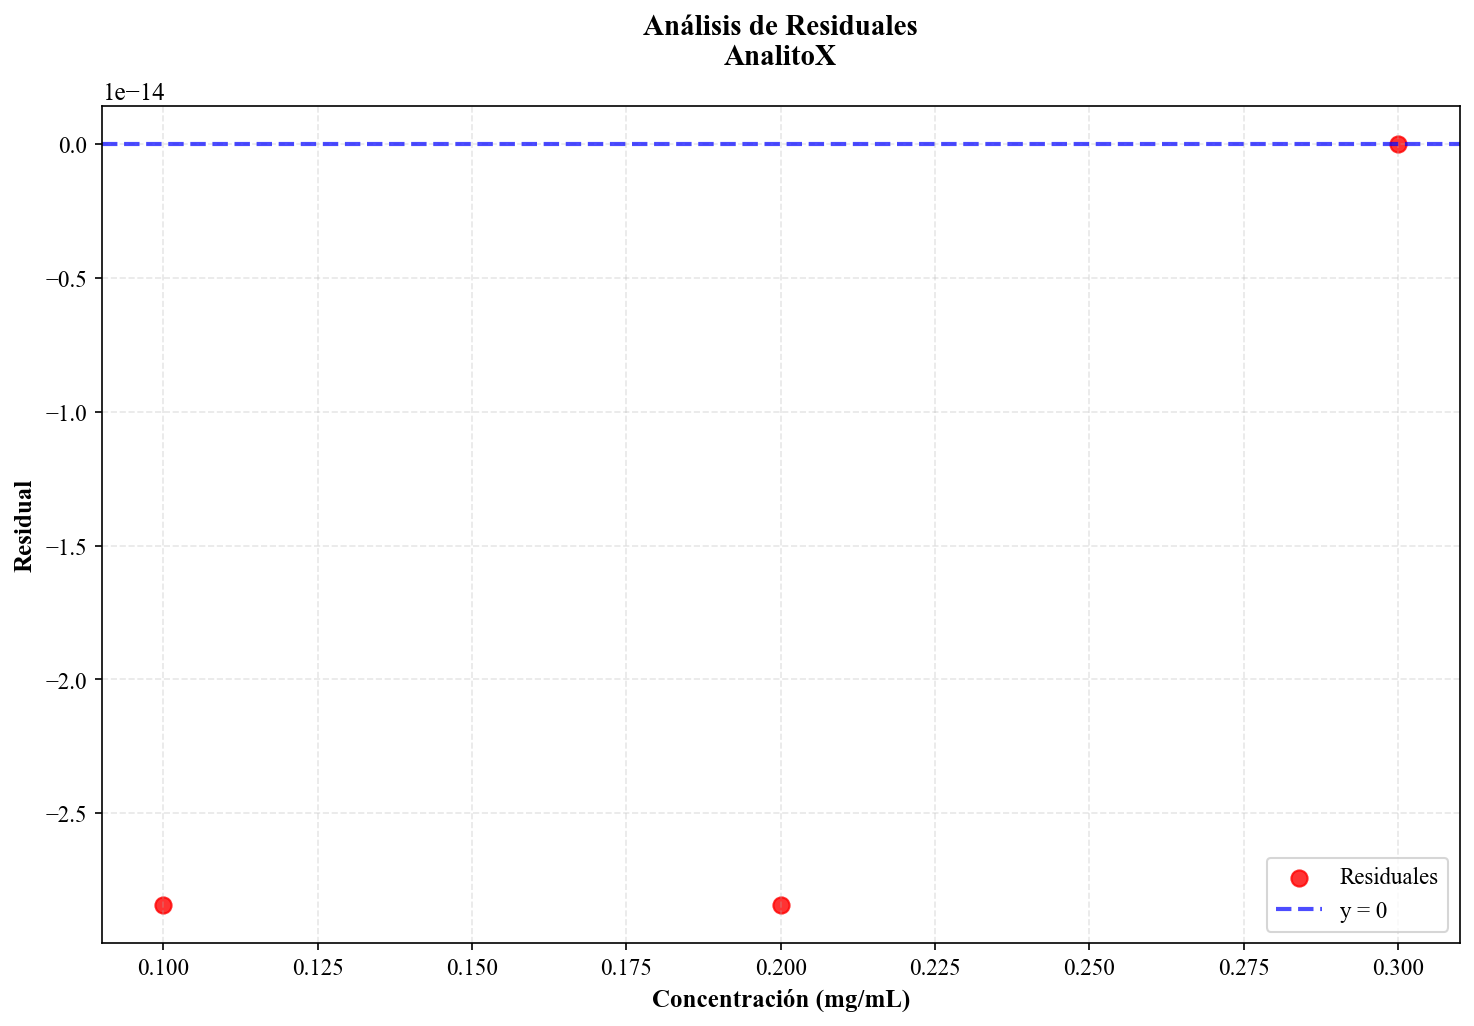 Análisis de Residuales
AnalitoX
1e−14
0.0
−0.5
−1.0
−1.5
−2.0
−2.5
Residual
0.100 0.125 0.150 0.175 0.200 0.225 0.250 0.275 0.300
Concentración (mg/mL)
Residuales
y = 0